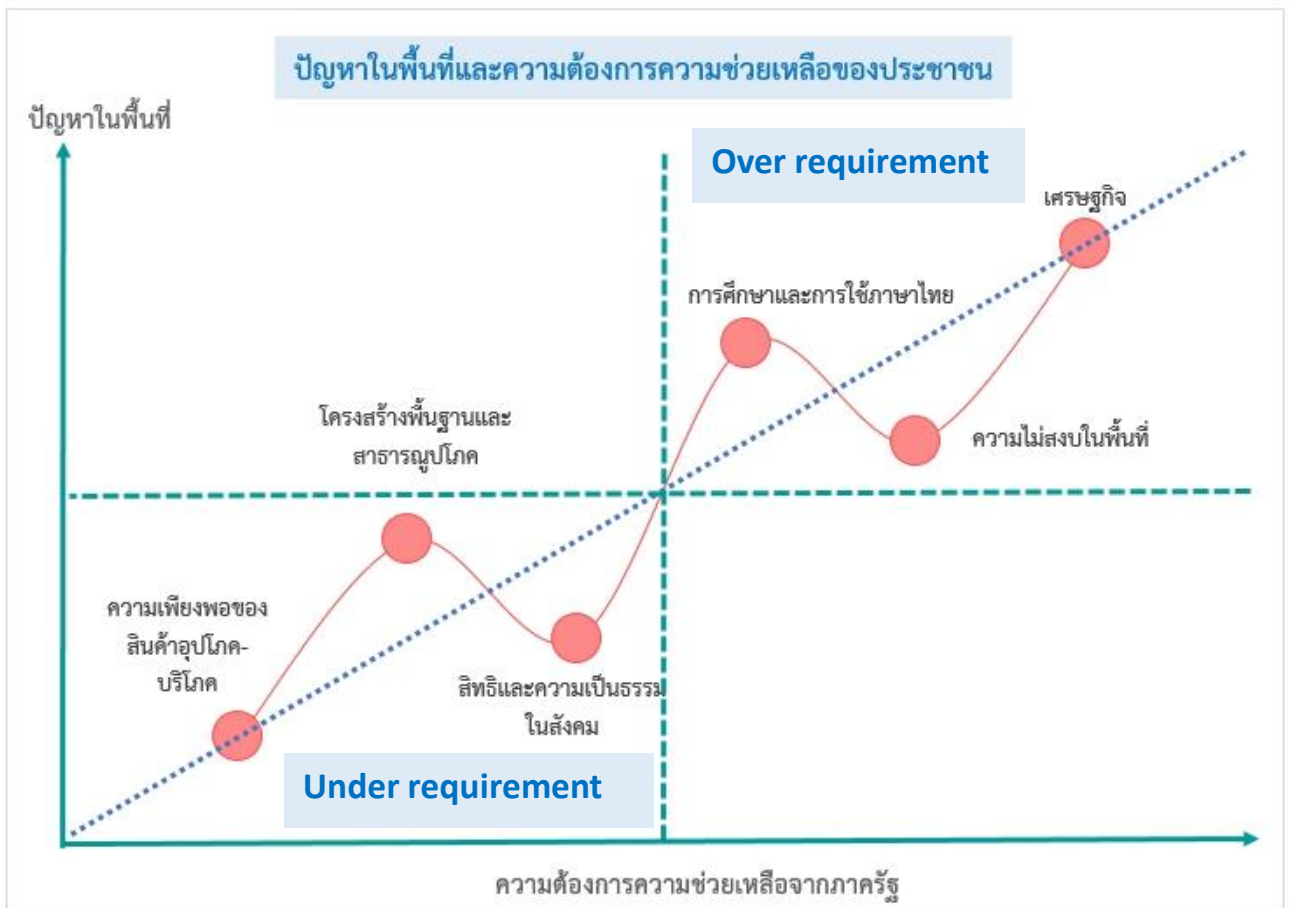 ปัญหาในพื้นที่และความต้องการความช่วยเหลือของประชาชน
ปัญหาในพื้นที่
Over requirement
เศรษฐกิจ
การศึกษาและการใช้ภาษาไทย
โครงสร้างพื้นฐานและ
สาธารณูปโภค
ความไม่สงบในพื้นที่
ความเพียงพอของ
สินค้าอุปโภค-
บริโภค
สิทธิและความเป็นธรรม
ในสังคม
Under requirement
ความต้องการความช่วยเหลือจากภาครัฐ